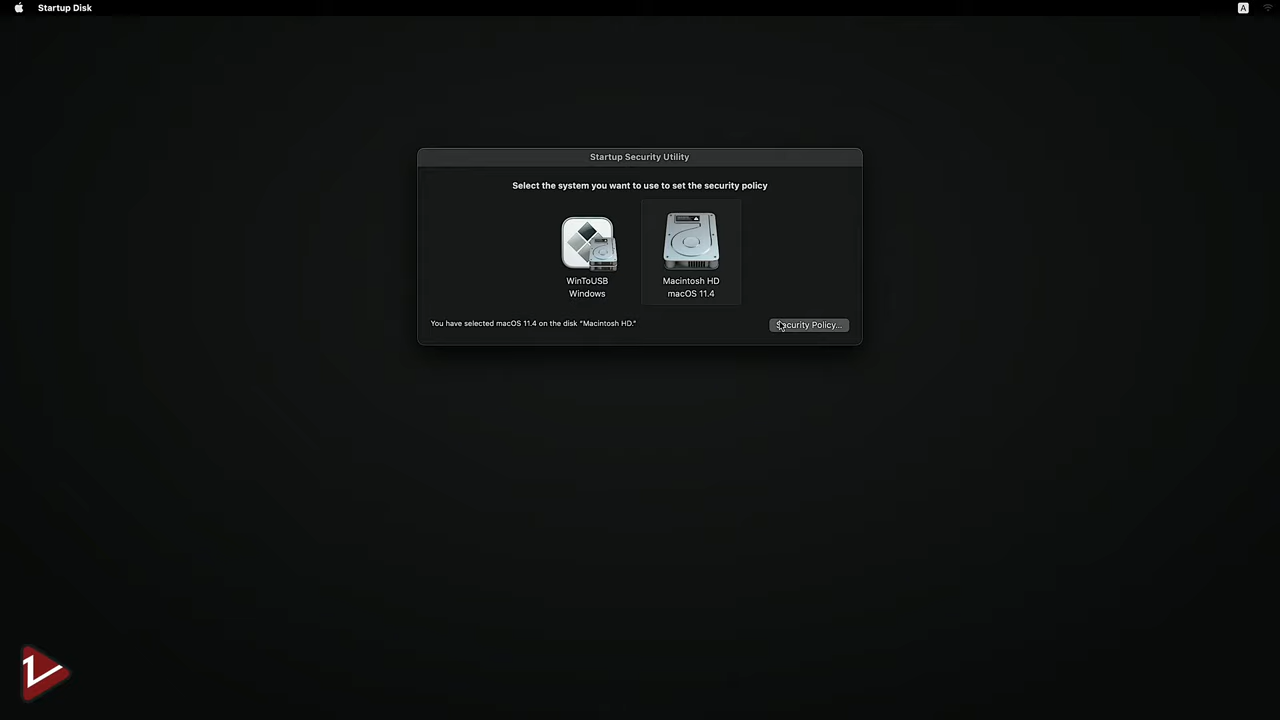 Startup Disk
A
Startup Security Utility
Select the system you want to use to set the security policy
WinToUSB
Windows
Macintosh HD
macOS 11.4
You have selected macOS 11.4 on the disk "Macintosh HD."
Security Policy...